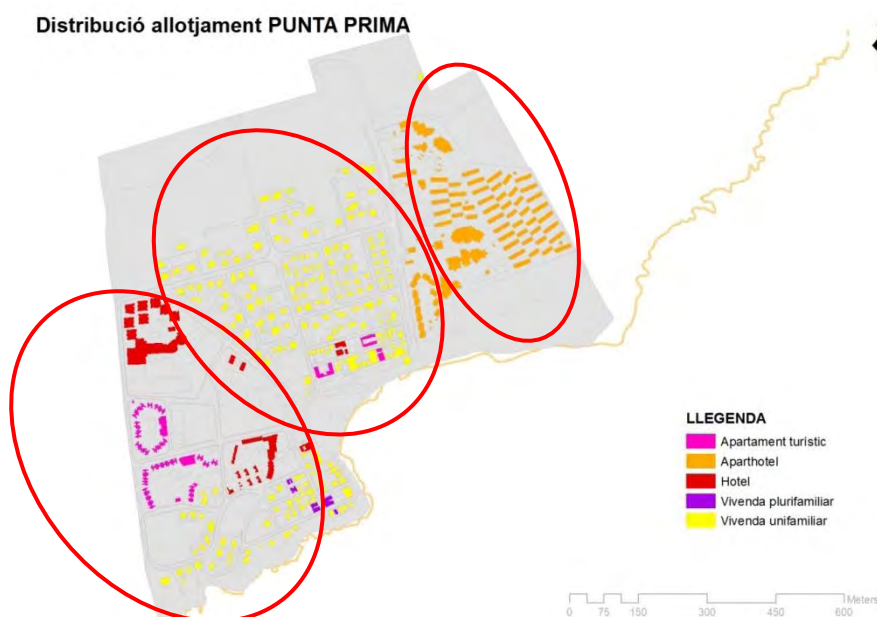 Distribució allotjament PUNTA PRIMA
LLEGENDA
Apartament turístic
Aparthotel
Hotel
Vivenda plurifamiliar
Vivenda unifamiliar
Meters
0 75 150 300 450 600